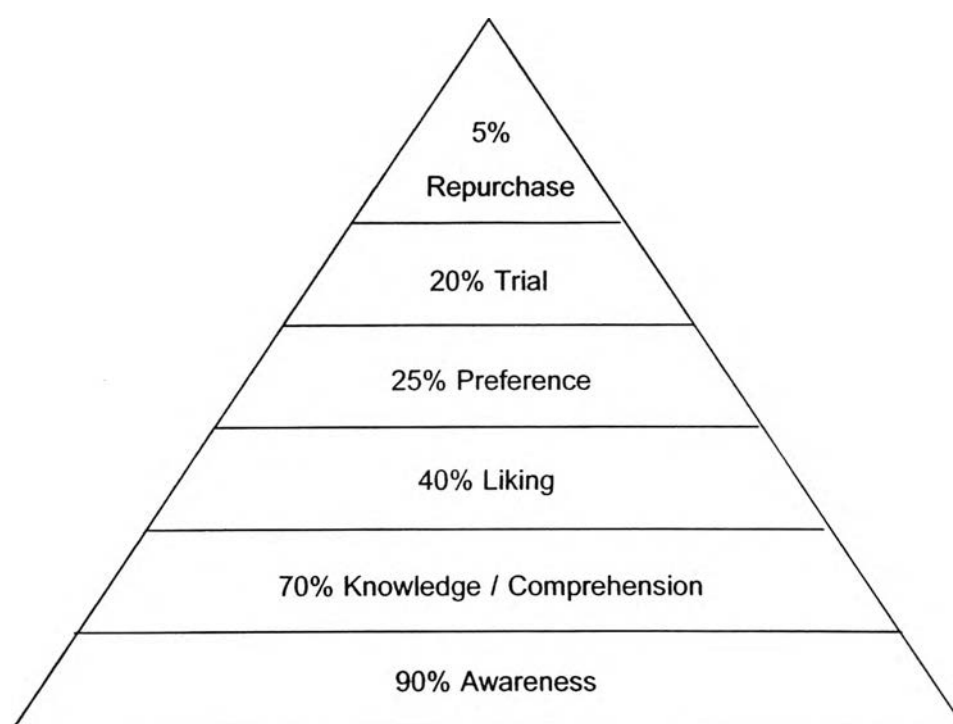 5%
Repurchase
20% Trial
25% Preference
40% Liking
70% Knowledge / Comprehension
90% Awareness